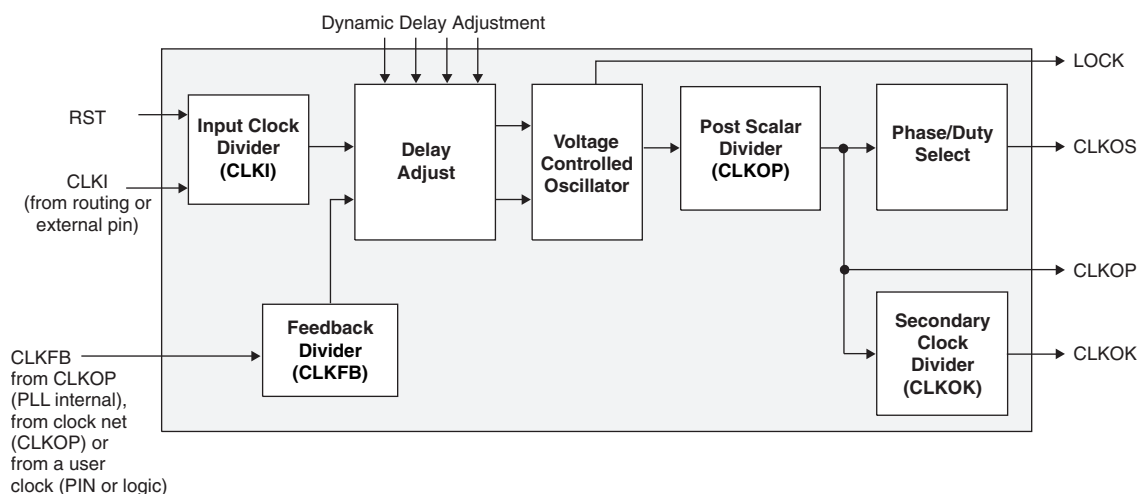 Dynamic Delay Adjustment
LOCK
RST
Input Clock
Divider
(CLKI)
Delay
Adjust
Voltage
Controlled
Oscillator
Post Scalar
Divider
(CLKOP)
Phase/Duty
Select
CLKOS
CLKI
(from routing or
external pin)
CLKOP
Feedback
Divider
(CLKFB)
Secondary
Clock
Divider
(CLKOK)
CLKOK
CLKFB
from CLKOP
(PLL internal),
from clock net
(CLKOP) or
from a user
clock (PIN or logic)